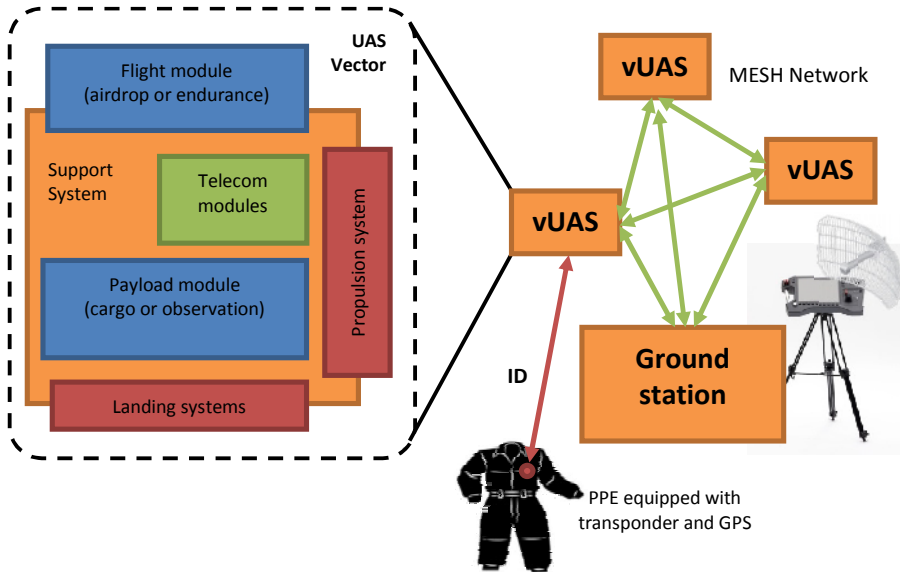 UAS
Vector
Flight module
(airdrop or endurance)
Support
System
Telecom
modules
Propulsion system
Payload module
(cargo or observation)
Landing systems
vUAS
MESH Network
vUAS
vUAS
Ground
station
ID
PPE equipped with
transponder and GPS